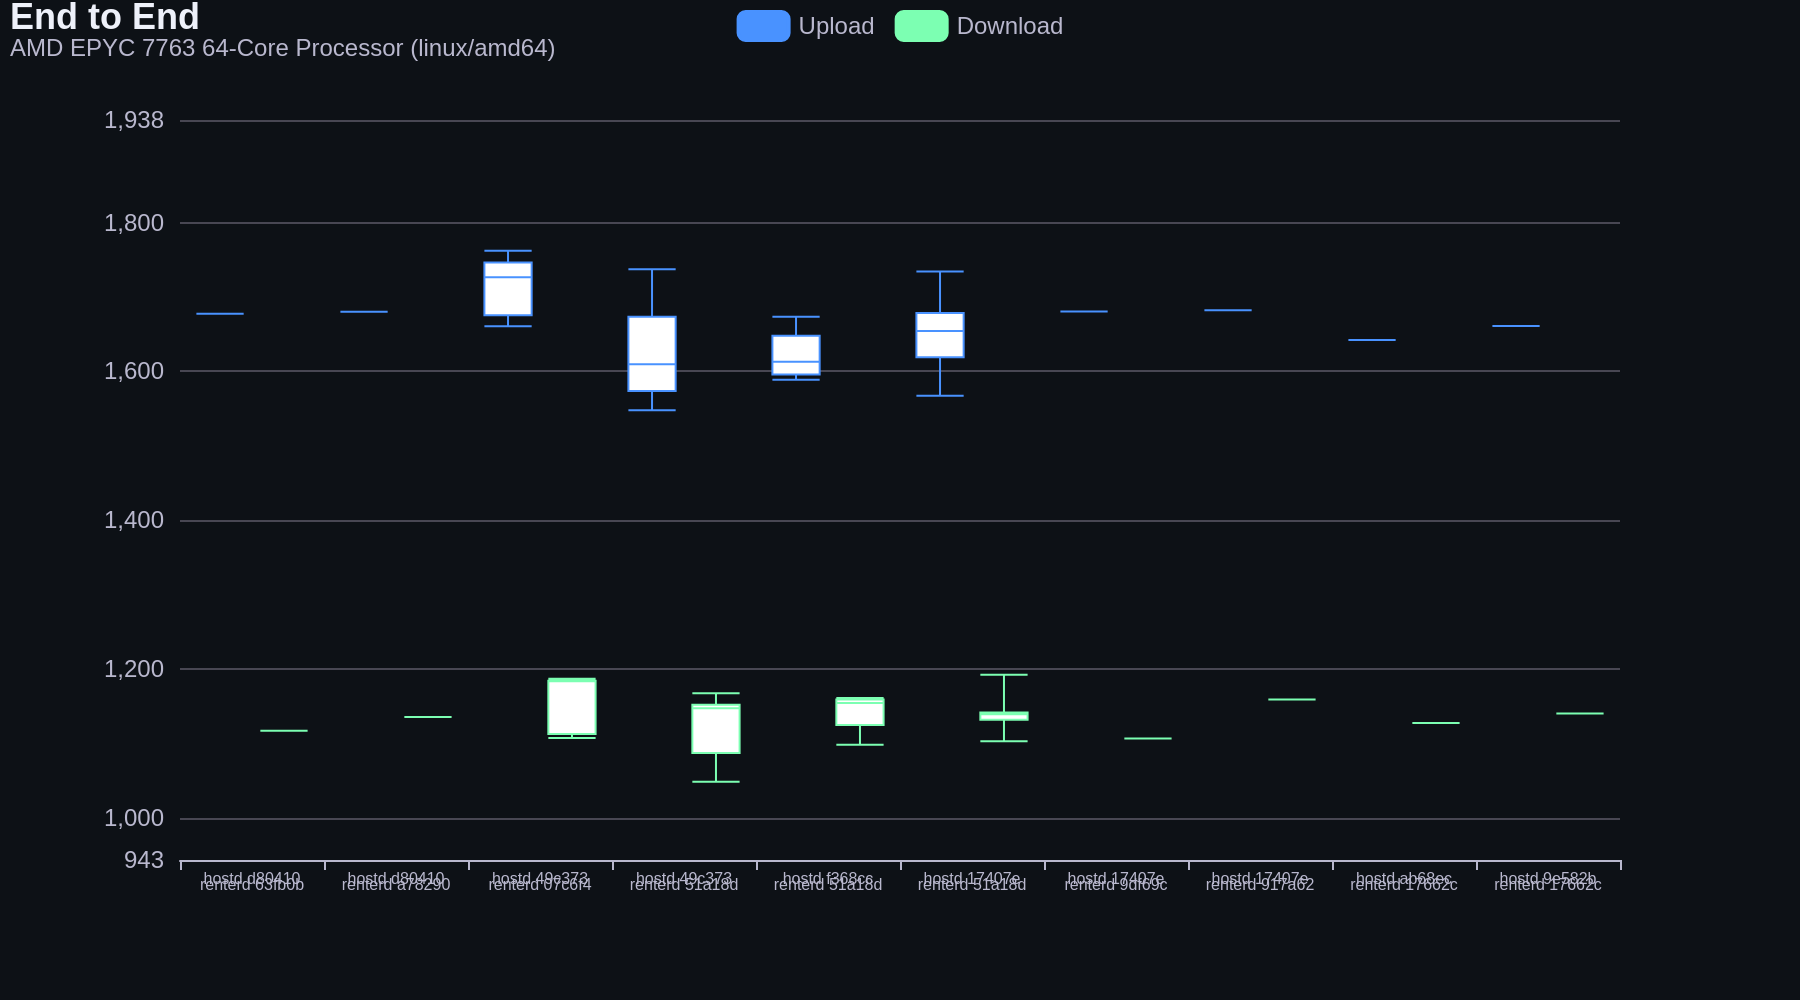 End to End
AMD EPYC 7763 64-Core Processor (linux/amd64)
Upload
Download
1,938
1,800
1,600
1,400
1,200
1,000
943
hostd d80410
renterd 63fb0b
hostd d80410
renterd a78290
hostd 49c373
renterd
hostd 49c373
renterd 51a18d
hostd f368cc
renterd 51a18d
hostd 17407e
renterd 51a18d
hostd 17407e
renterd 9df69c
hostd 17407e
renterd 917a62
hostd ab68ec
renterd 17662c
hostd 9e582b
renterd 17662c